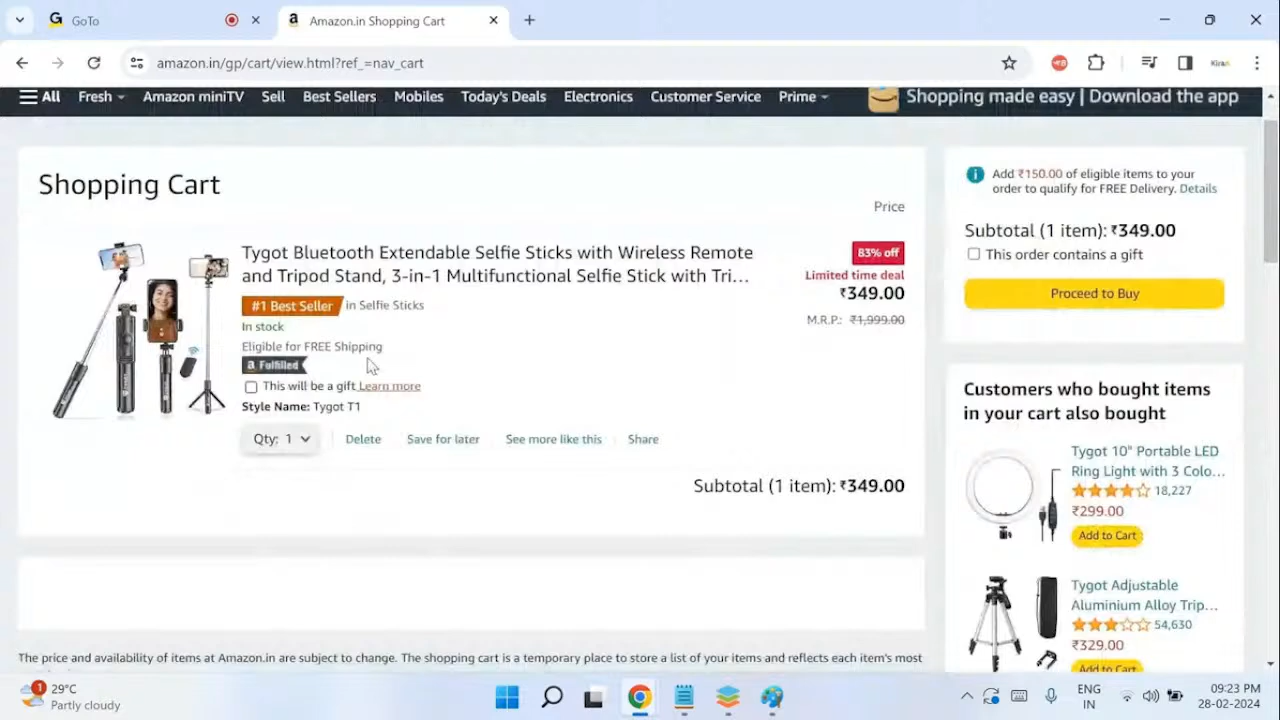 GoTo
Amazon.in Shopping Cart
amazon.in/gp/cart/view.html?ref_=nav_cart
Kiran
All Fresh Amazon miniTV Sell Best Sellers Mobiles Today's Deals Electronics Customer Service Prime Shopping made easy | Download the app
Shopping Cart
Price
Tygot Bluetooth Extendable Selfie Sticks with Wireless Remote
and Tripod Stand, 3-in-1 Multifunctional Selfie Stick with Tri...
#1 Best Seller in Selfie Sticks
In stock
Eligible for FREE Shipping
a Fulfilled
This will be a gift Learn more
Style Name: Tygot T1
Qty: 1 Delete Save for later See more like this Share
83% off
Limited time deal
₹349.00
M.R.P.: ₹1,999.00
Subtotal (1 item): ₹349.00
Add ₹150.00 of eligible items to your
order to qualify for FREE Delivery. Details
Subtotal (1 item): ₹349.00
This order contains a gift
Proceed to Buy
Customers who bought items
in your cart also bought
Tygot 10" Portable LED
Ring Light with 3 Colo...
18,227
₹299.00
Add to Cart
Tygot Adjustable
Aluminium Alloy Trip...
54,630
₹329.00
Add to Cart
The price and availability of items at Amazon.in are subject to change. The shopping cart is a temporary place to store a list of your items and reflects each item's most
1
29°C
Partly cloudy
ENG
IN
09:23 PM
28-02-2024